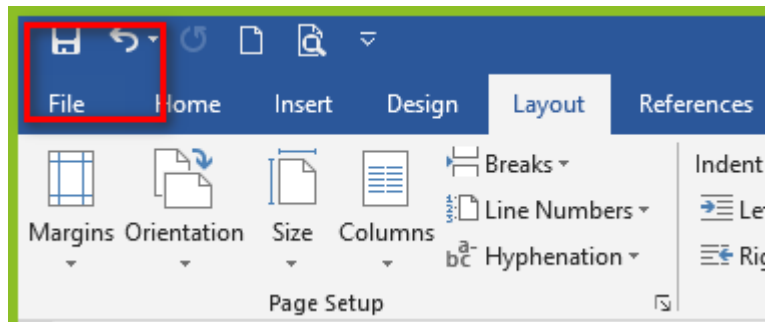 File Home Insert Design Layout References
Breaks Indent
Line Numbers
Margins Orientation Size Columns
Hyphenation
Page Setup